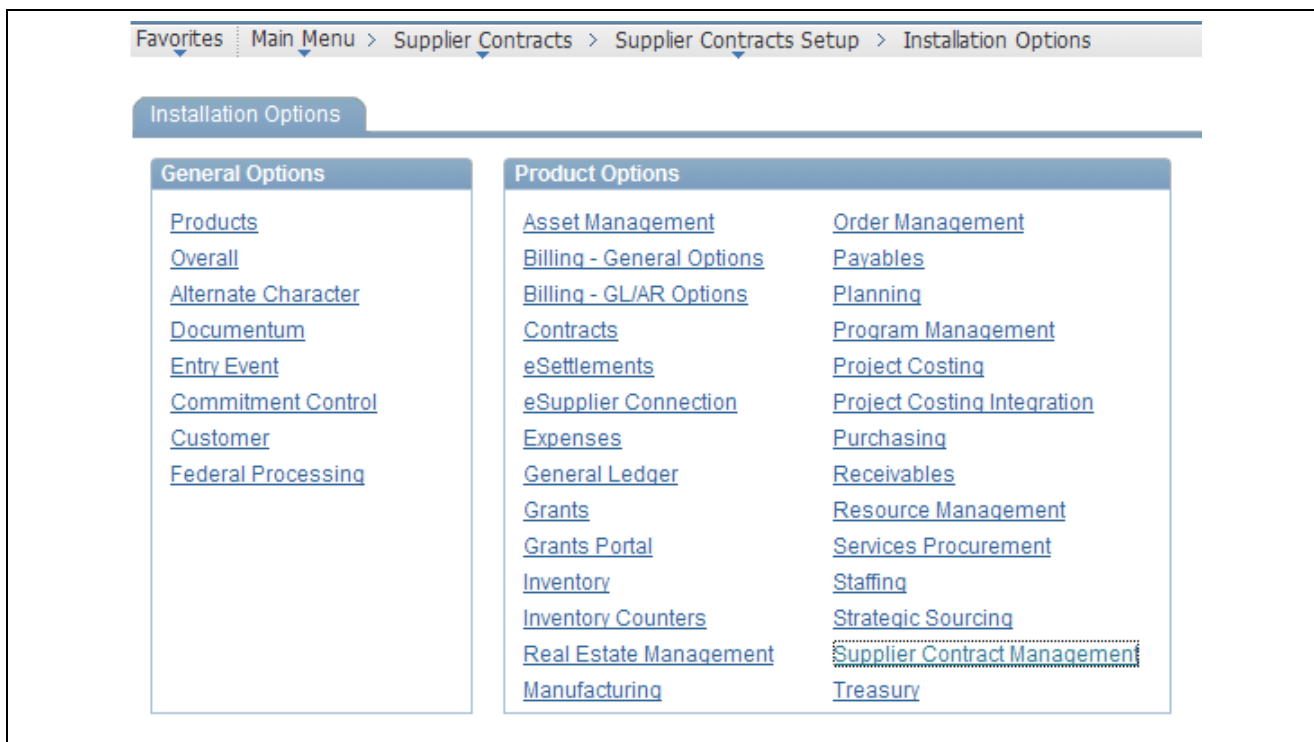 Favorites Main Menu > Supplier Contracts > Supplier Contracts Setup > Installation Options
Installation Options
General Options
Products
Overall
Alternate Character
Documentum
Entry Event
Commitment Control
Customer
Federal Processing
Product Options
Asset Management
Billing - General Options
Billing - GL/AR Options
Contracts
eSettlements
eSupplier Connection
Expenses
General Ledger
Grants
Grants Portal
Inventory
Inventory Counters
Real Estate Management
Manufacturing
Order Management
Payables
Planning
Program Management
Project Costing
Project Costing Integration
Purchasing
Receivables
Resource Management
Services Procurement
Staffing
Strategic Sourcing
Supplier Contract Management
Treasury